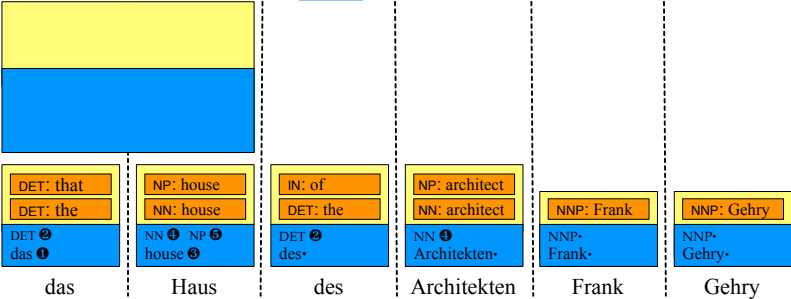 DET: that
DET: the
DET ❷
das ❶
NP: house
NN: house
NN ❹ NP ❺
house ❸
IN: of
DET: the
DET ❷
des•
NP: architect
NN: architect
NN ❹
Architekten•
NNP: Frank
NNP•
Frank•
NNP: Gehry
NNP•
Gehry•
das Haus des Architekten Frank Gehry